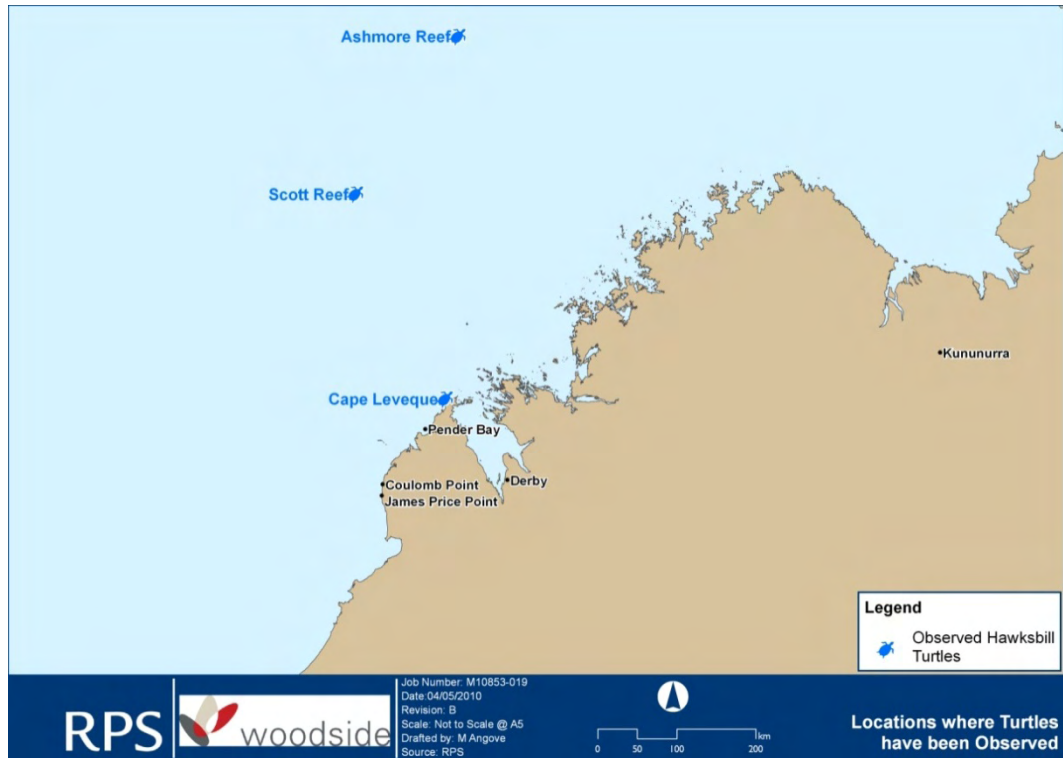 Ashmore Reef
Scott Reef
Kununurra
Cape Leveque
Pender Bay
Coulomb Point
Derby
James Price Point
Legend
Observed Hawksbill
Turtles
RPS
woodside
Job Number: M10853-019
Date:04/05/2010
Revision: B
Scale: Not to Scale @ A5
Drafted by: M Angove
Source: RPS
km
0 50 100 200
Locations where Turtles
have been Observed